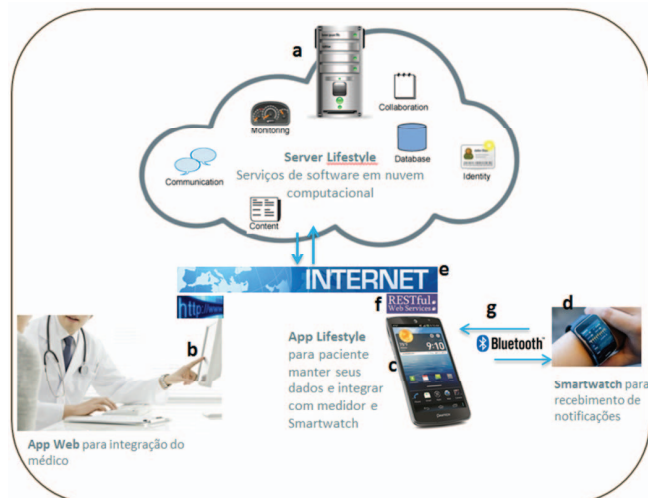 a
Collaboration
Monitoring
Server Lifestyle
Database
Serviços de software em nuvem
computacional
Communication
Identity
Content
INTERNET
e
http://www
f
RESTful
Web Services
g
d
b
App Lifestyle
para paciente
manter seus
dados e integrar
com medidor e
Smartwatch
c
9:10
Bluetooth
Smartwatch para
recebimento de
notificações
App Web para integração do
médico